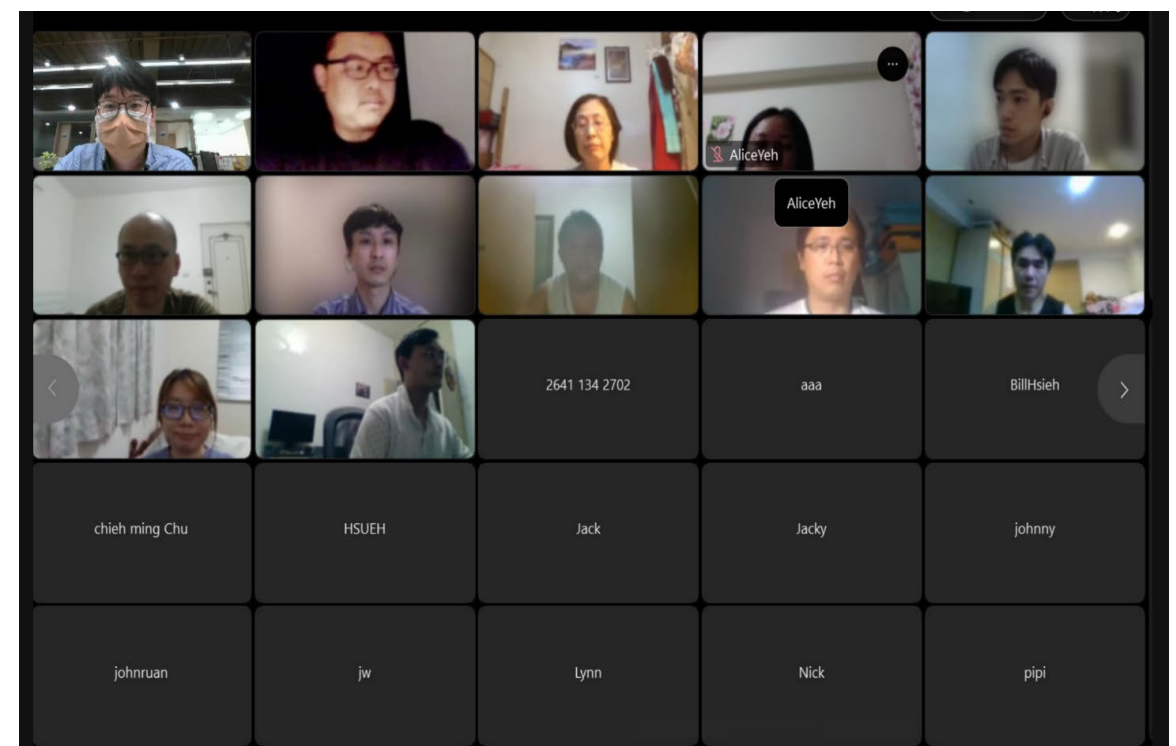 AliceYeh
AliceYeh
2641 134 2702
aaa
BillHsieh
chieh ming Chu
HSUEH
Jack
Jacky
johnny
johnruan
jw
Lynn
Nick
pipi